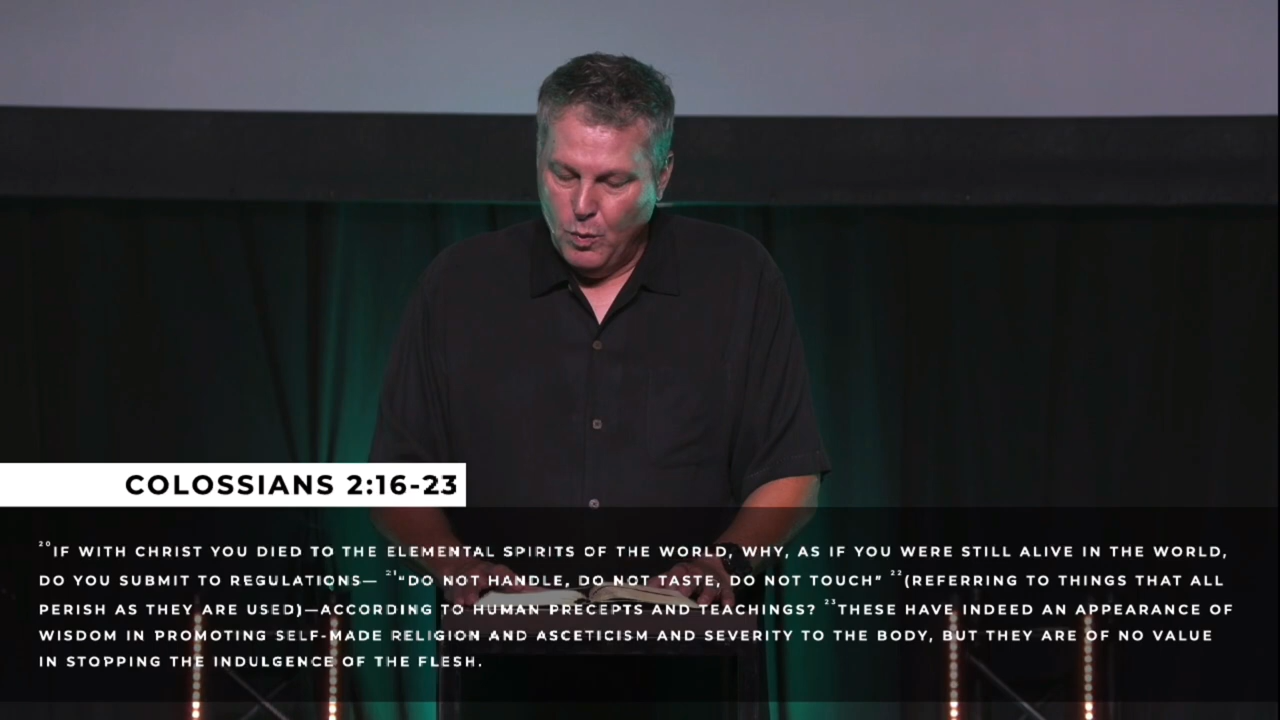 COLOSSIANS 2:16-23
²⁰IF WITH CHRIST YOU DIED TO THE ELEMENTAL SPIRITS OF THE WORLD, WHY, AS IF YOU WERE STILL ALIVE IN THE WORLD,
DO YOU SUBMIT TO REGULATIONS— ²¹“DO NOT HANDLE, DO NOT TASTE, DO NOT TOUCH” ²²(REFERRING TO THINGS THAT ALL
PERISH AS THEY ARE USED)—ACCORDING TO HUMAN PRECEPTS AND TEACHINGS? ²³THESE HAVE INDEED AN APPEARANCE OF
WISDOM IN PROMOTING SELF-MADE RELIGION AND ASCETICISM AND SEVERITY TO THE BODY, BUT THEY ARE OF NO VALUE
IN STOPPING THE INDULGENCE OF THE FLESH.